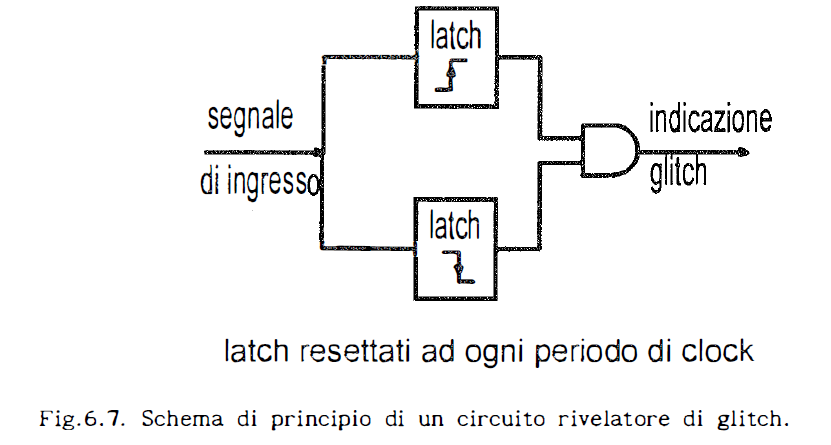 latch
segnale
di ingresso
indicazione
glitch
latch
latch resettati ad ogni periodo di clock
Fig.6.7. Schema di principio di un circuito rivelatore di glitch.